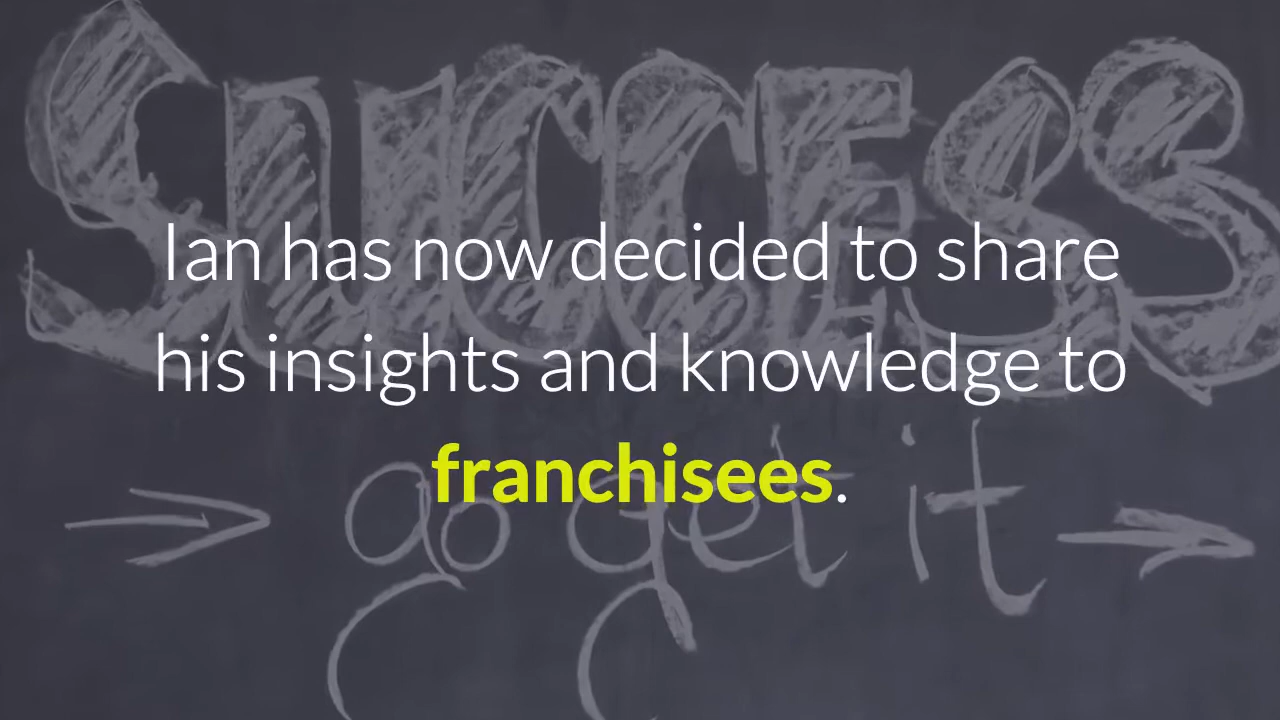 SUCCESS
Ian has now decided to share
his insights and knowledge to
franchisees.
go get it